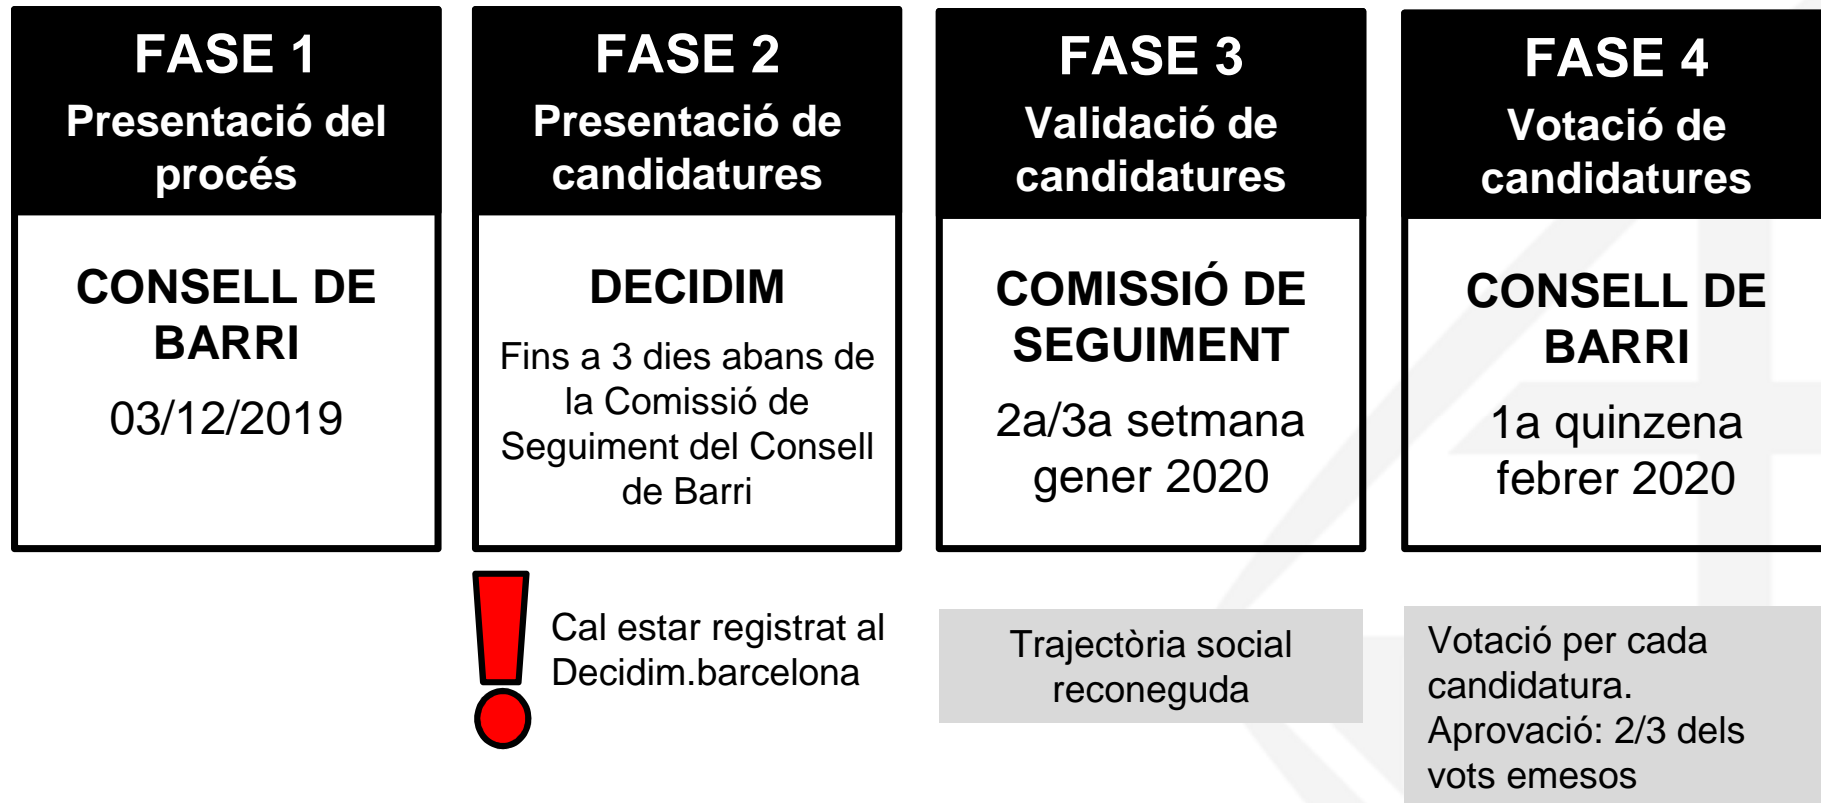 FASE 1
Presentació del
procés
CONSELL DE
BARRI
03/12/2019
FASE 2
Presentació de
candidatures
DECIDIM
Fins a 3 dies abans de
la Comissió de
Seguiment del Consell
de Barri
Cal estar registrat al
Decidim.barcelona
FASE 3
Validació de
candidatures
COMISSIÓ DE
SEGUIMENT
2a/3a setmana
gener 2020
Trajectòria social
reconeguda
FASE 4
Votació de
candidatures
CONSELL DE
BARRI
1a quinzena
febrer 2020
Votació per cada
candidatura.
Aprovació: 2/3 dels
vots emesos